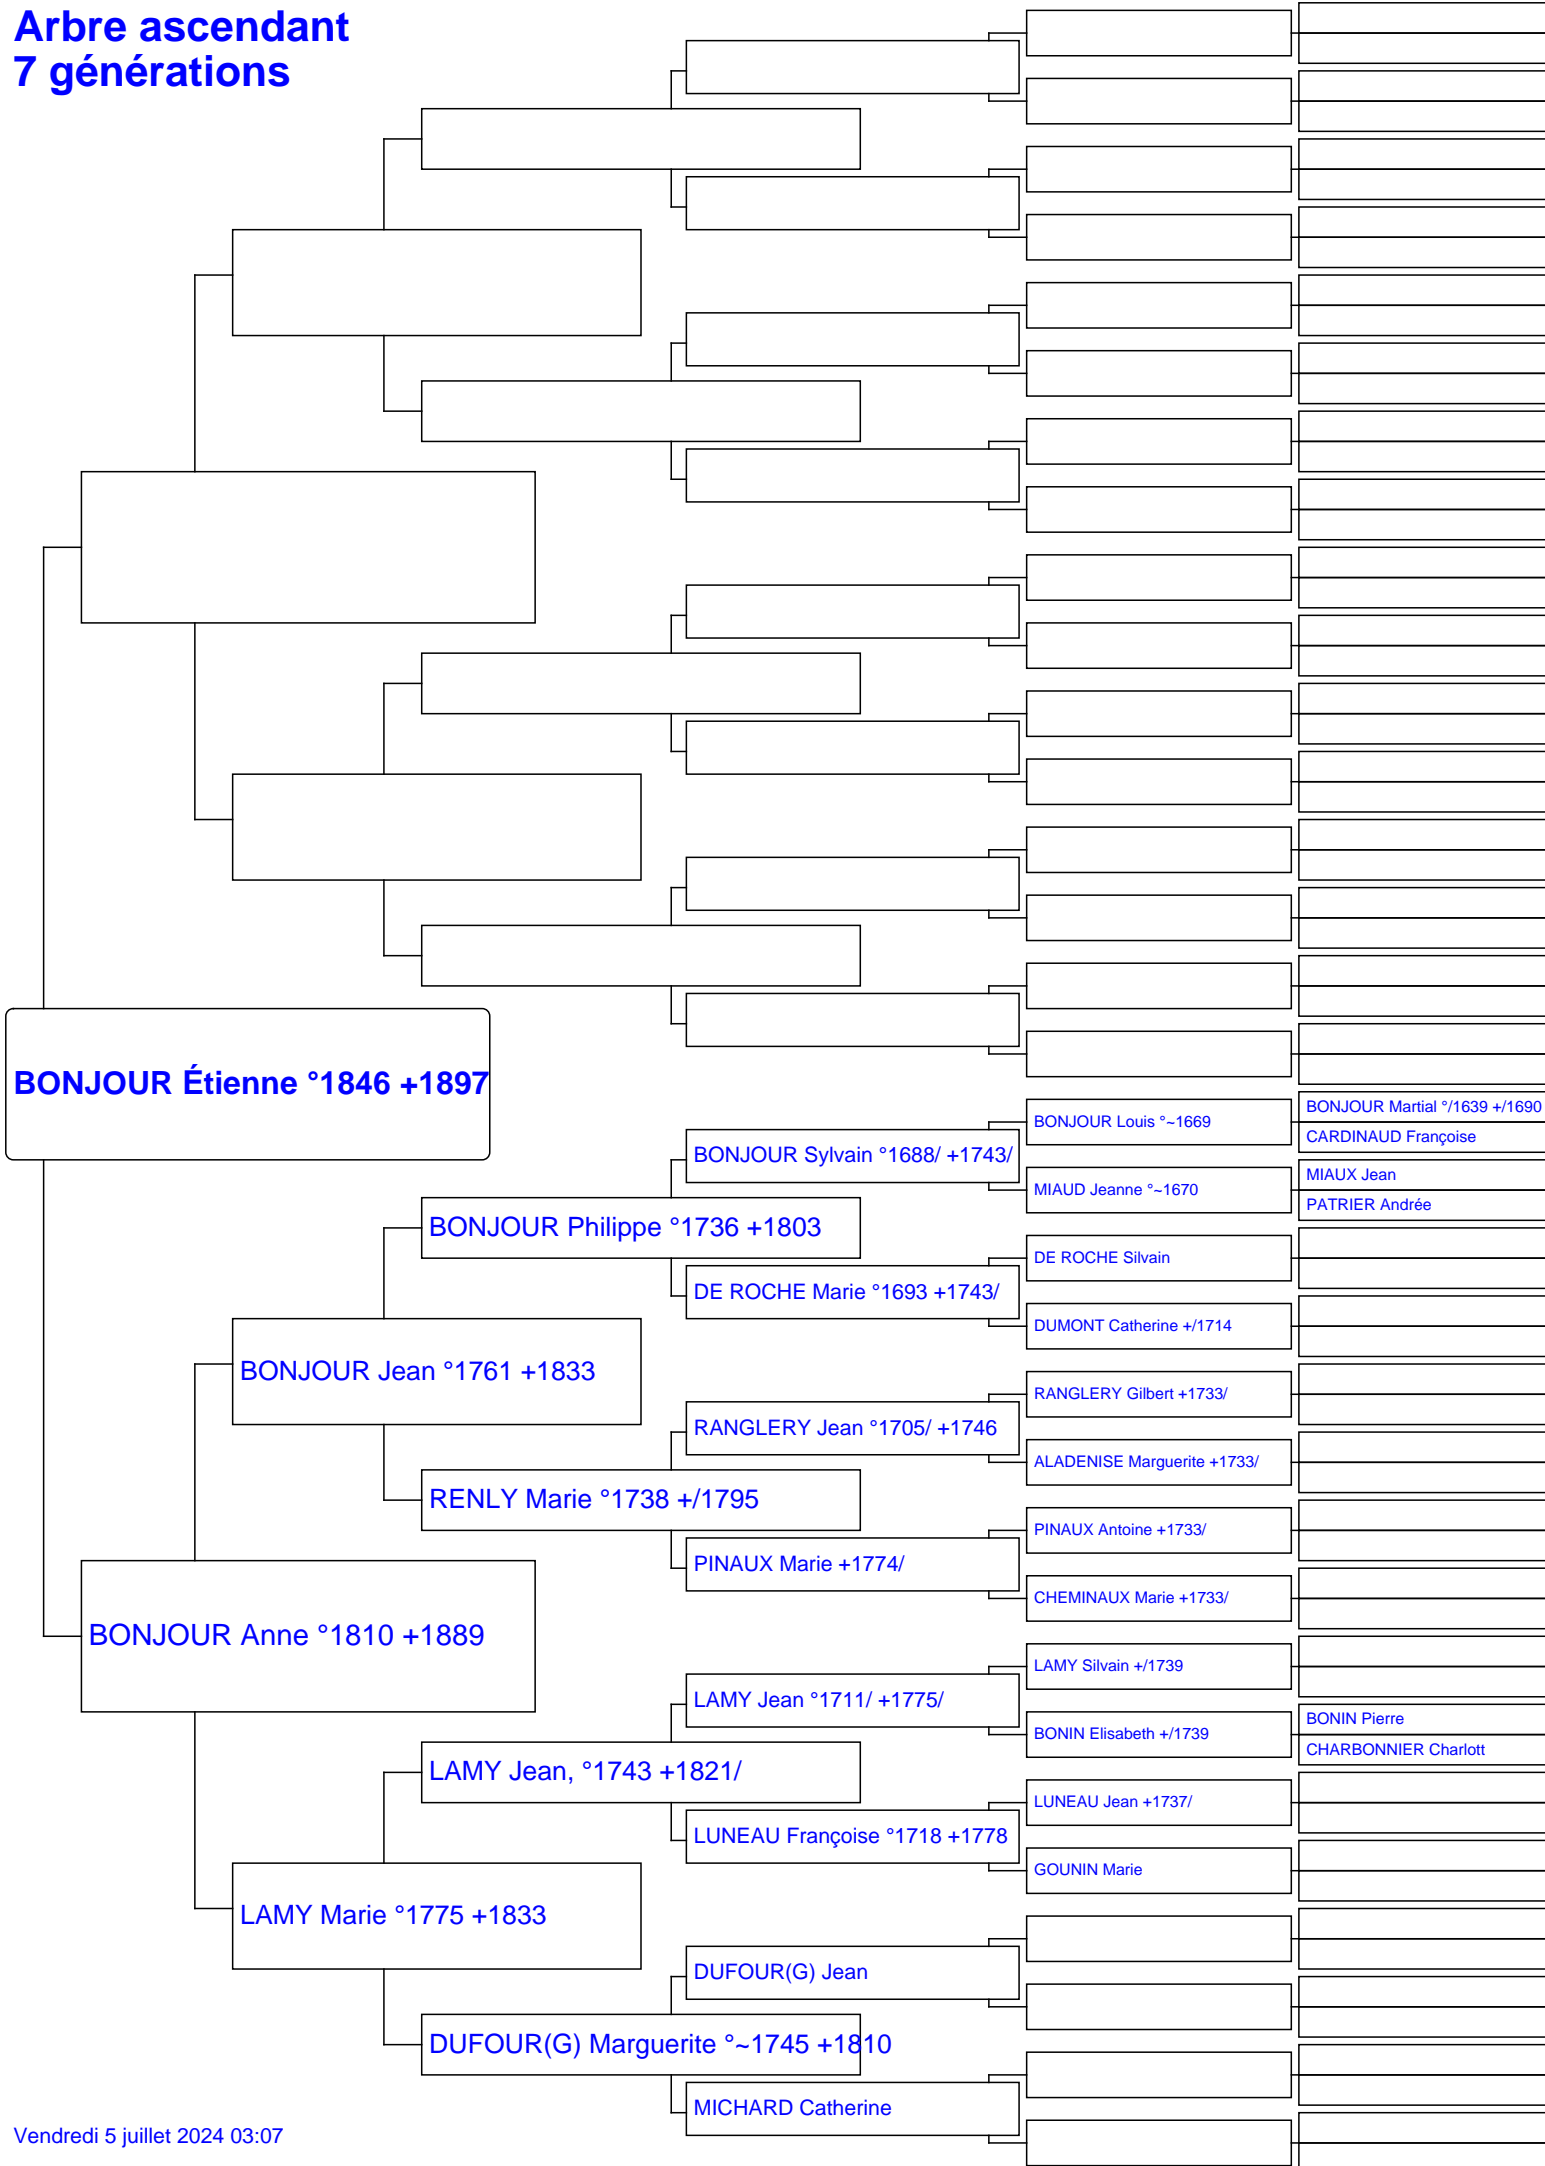 Arbre ascendant
7 générations
BONJOUR Étienne °1846 +1897
BONJOUR Anne °1810 +1889
BONJOUR Jean °1761 +1833
LAMY Marie °1775 +1833
BONJOUR Philippe °1736 +1803
RENLY Marie °1738 +/1795
LAMY Jean, °1743 +1821/
DUFOUR(G) Marguerite °~1745 +1810
BONJOUR Sylvain °1688/ +1743/
DE ROCHE Marie °1693 +1743/
RANGLERY Jean °1705/ +1746
PINAUX Marie +1774/
LAMY Jean °1711/ +1775/
LUNEAU Françoise °1718 +1778
DUFOUR(G) Jean
MICHARD Catherine
BONJOUR Louis °~1669
MIAUD Jeanne °~1670
DE ROCHE Silvain
DUMONT Catherine +/1714
RANGLERY Gilbert +1733/
ALADENISE Marguerite +1733/
PINAUX Antoine +1733/
CHEMINAUX Marie +1733/
LAMY Silvain +/1739
BONIN Elisabeth +/1739
LUNEAU Jean +1737/
GOUNIN Marie
BONJOUR Martial °/1639 +/1690
CARDINAUD Françoise
MIAUX Jean
PATRIER Andrée
BONIN Pierre
CHARBONNIER Charlott
Vendredi 5 juillet 2024 03:07